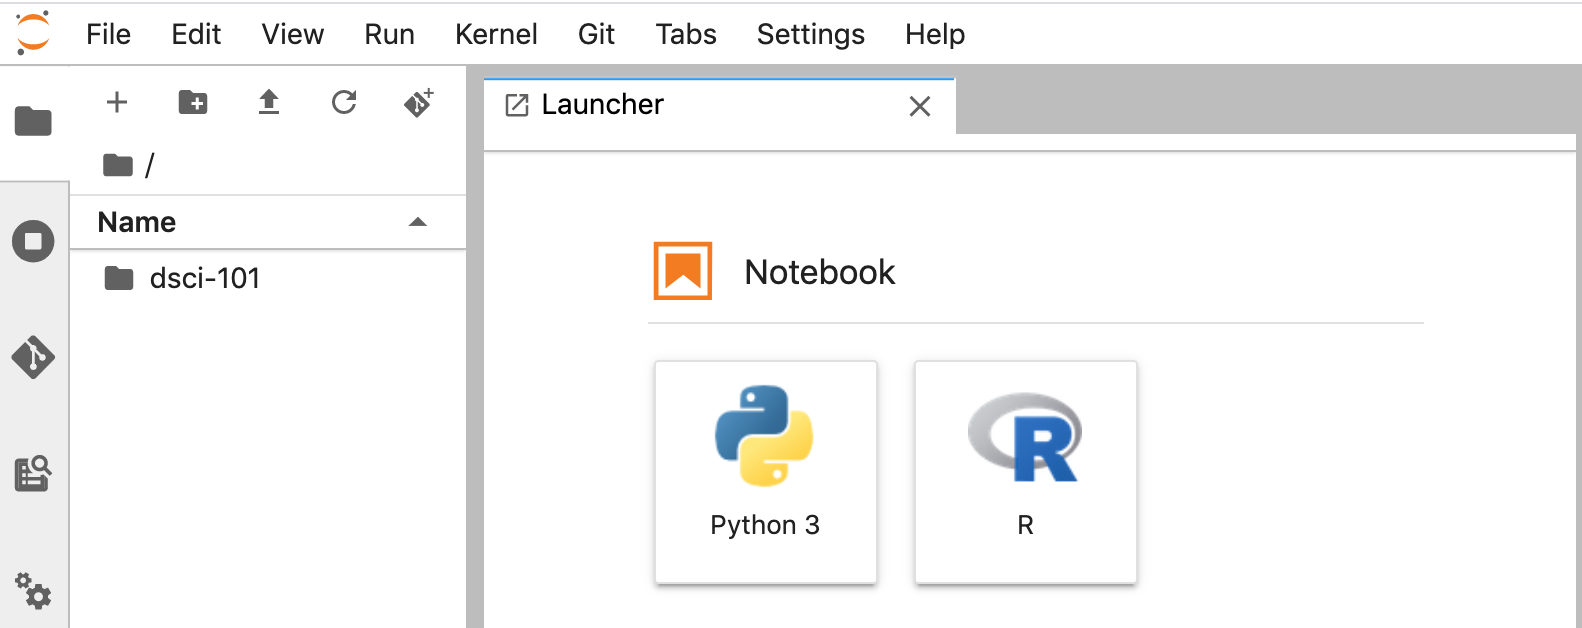 File Edit View Run Kernel Git Tabs Settings Help
Launcher
/
Name
dsci-101
Notebook
Python 3
R